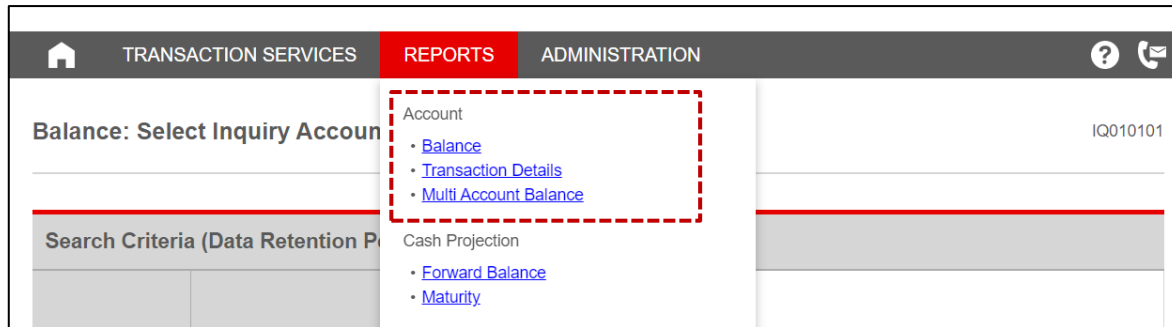 TRANSACTION SERVICES REPORTS ADMINISTRATION
Balance: Select Inquiry Accoun
IQ010101
Account
• Balance
• Transaction Details
• Multi Account Balance
Search Criteria (Data Retention P
Cash Projection
• Forward Balance
• Maturity